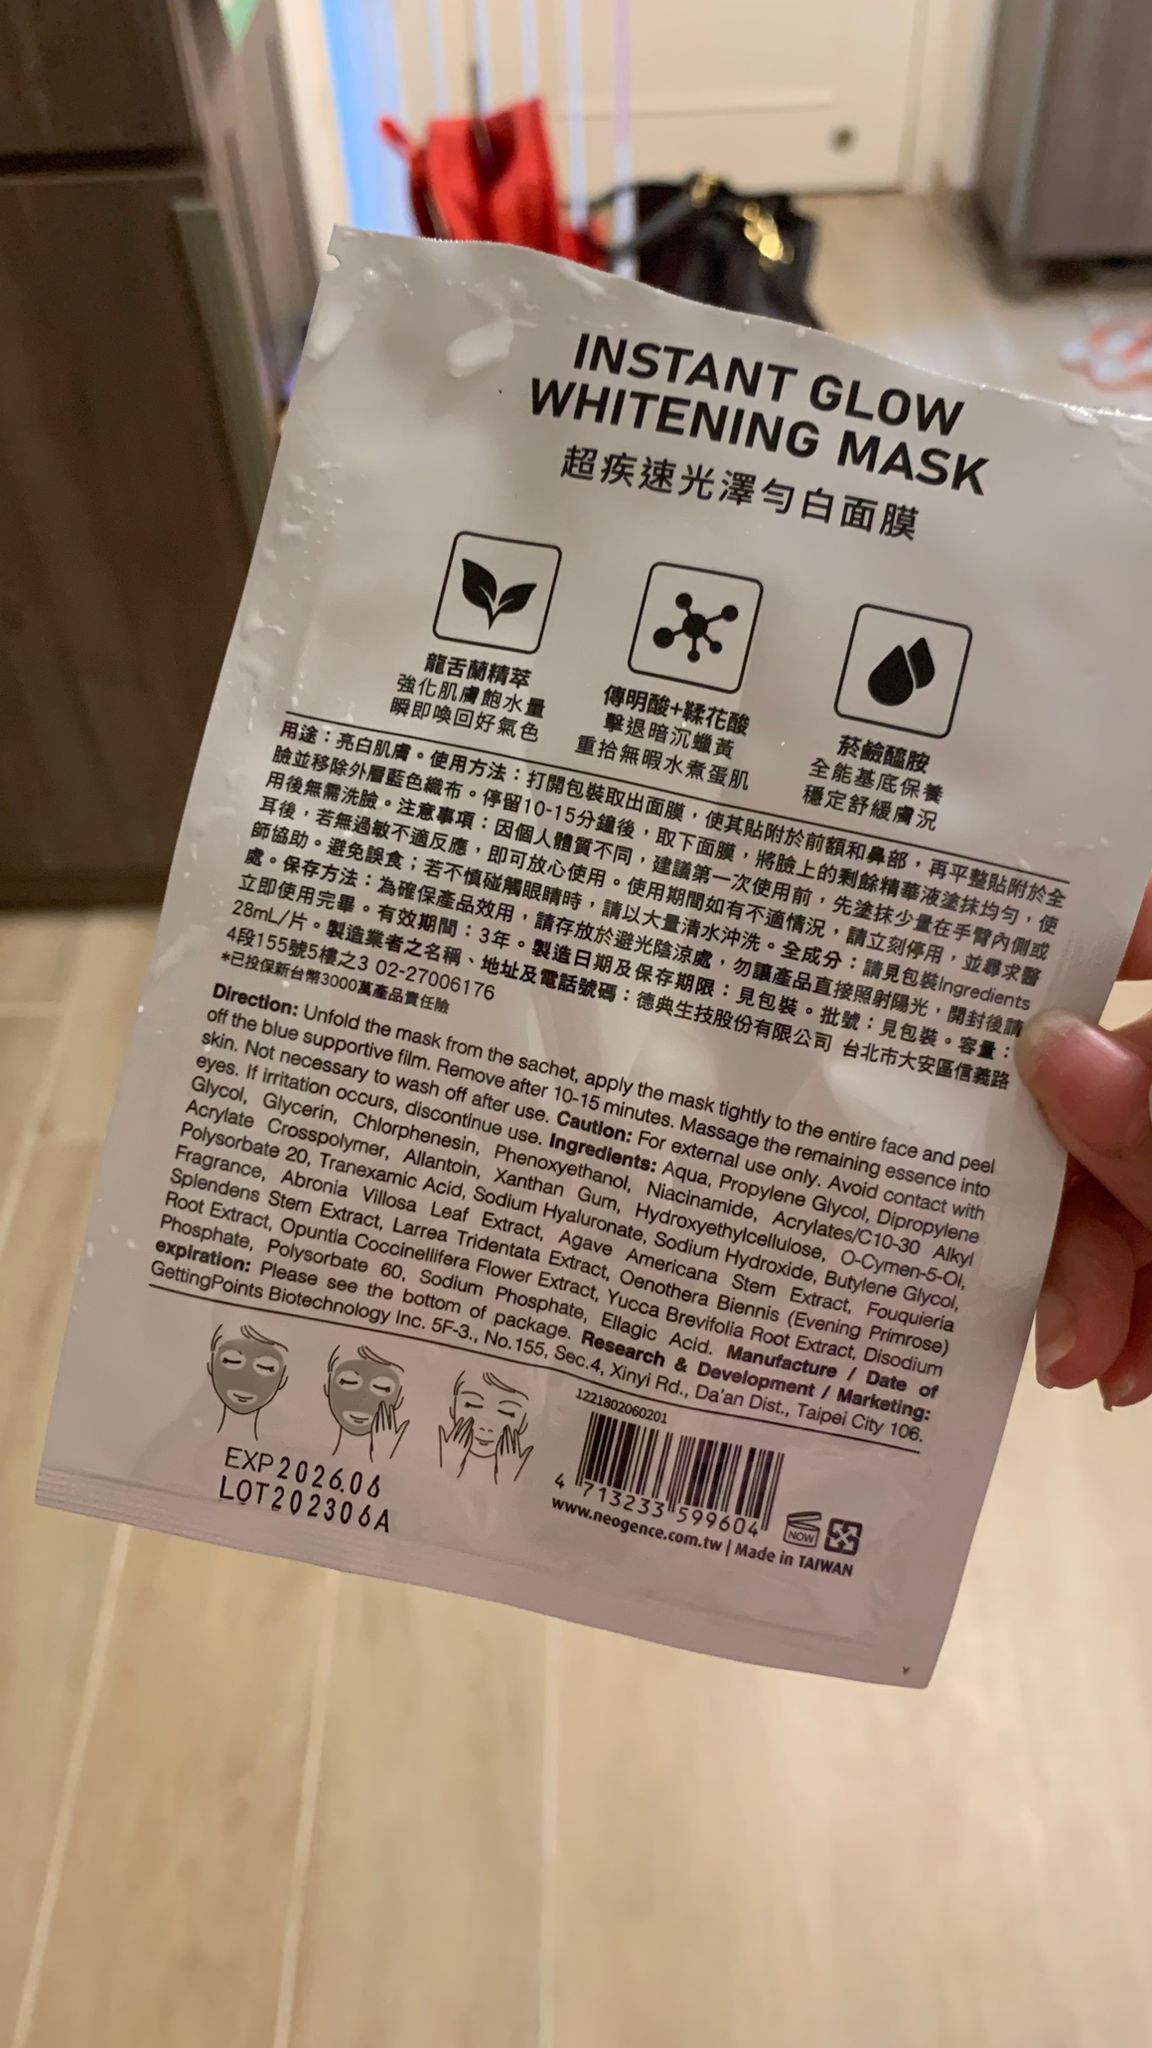 INSTANT GLOW
WHITENING MASK
超疾速光澤勻白面膜
龍舌蘭精萃
強化肌膚飽水量
瞬即喚回好氣色
傳明酸+鞣花酸
擊退暗沉蠟黃
重拾無暇水煮蛋肌
菸鹼醯胺
全能基底保養
穩定舒緩膚況
用途：亮白肌膚。使用方法：打開包裝取出面膜，使其貼附於前額和鼻部，再平整貼附於全
臉並移除外層藍色織布。停留10-15分鐘後，取下面膜，將臉上的剩餘精華液塗抹均勻，使
用後無需洗臉。注意事項：因個人體質不同，建議第一次使用前，先塗抹少量在手臂內側或
耳後，若無過敏不適反應，即可放心使用。使用期間如有不適情況，請立刻停用，並尋求醫
師協助。避免誤食；若不慎碰觸眼睛時，請以大量清水沖洗。全成分：請見包裝Ingredients
處。保存方法：為確保產品效用，請存放於避光陰涼處，勿讓產品直接照射陽光，開封後請
立即使用完畢。有效期間：3年。製造日期及保存期限：見包裝。批號：見包裝。容量：
28mL/片。製造業者之名稱、地址及電話號碼：德典生技股份有限公司 台北市大安區信義路
4段155號5樓之3 02-27006176
*已投保新台幣3000萬產品責任險
Direction: Unfold the mask from the sachet, apply the mask tightly to the entire face and peel
off the blue supportive film. Remove after 10-15 minutes. Massage the remaining essence into
skin. Not necessary to wash off after use. Caution: For external use only. Avoid contact with
eyes. If irritation occurs, discontinue use. Ingredients: Aqua, Propylene Glycol, Dipropylene
Glycol, Glycerin, Chlorphenesin, Phenoxyethanol, Niacinamide, Acrylates/C10-30 Alkyl
Acrylate Crosspolymer, Allantoin, Xanthan Gum, Hydroxyethylcellulose, O-Cymen-5-Ol,
Polysorbate 20, Tranexamic Acid, Sodium Hyaluronate, Sodium Hydroxide, Butylene Glycol,
Fragrance, Abronia Villosa Leaf Extract, Agave Americana Stem Extract, Fouquieria
Splendens Stem Extract, Larrea Tridentata Extract, Oenothera Biennis (Evening Primrose)
Root Extract, Opuntia Coccinellifera Flower Extract, Yucca Brevifolia Root Extract, Disodium
Phosphate, Polysorbate 60, Sodium Phosphate, Ellagic Acid. Manufacture / Date of
expiration: Please see the bottom of package. Research & Development / Marketing:
GettingPoints Biotechnology Inc. 5F-3., No.155, Sec.4, Xinyi Rd., Da'an Dist., Taipei City 106.
1221802060201
EXP2026.06
LOT202306A
4 713233 599604
NOW
www.neogence.com.tw | Made in TAIWAN